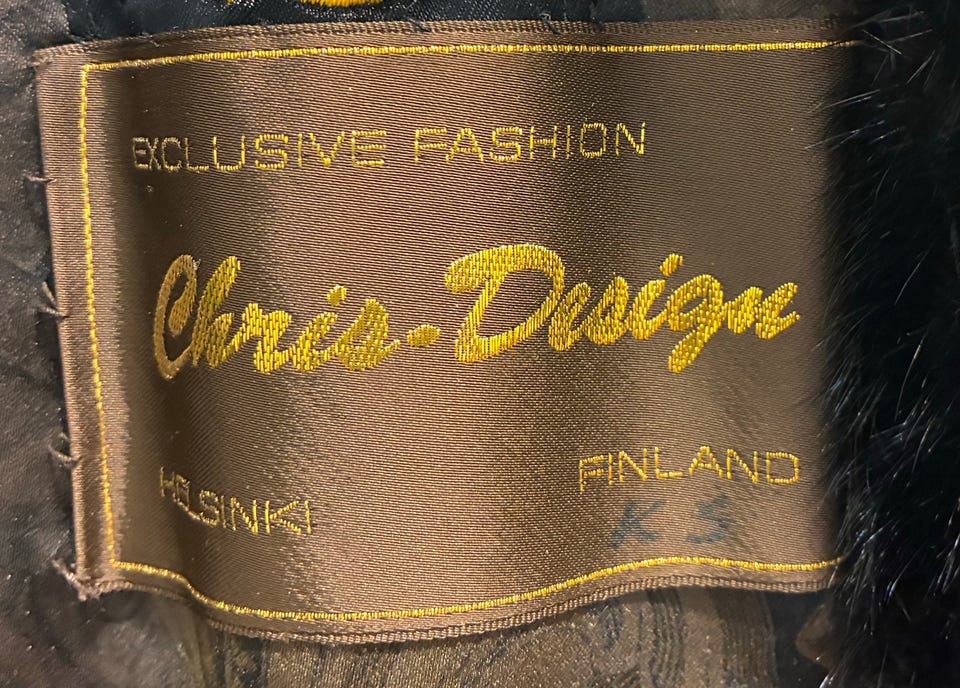 EXCLUSIVE FASHION
Chris-Design
HELSINKI
FINLAND
KS